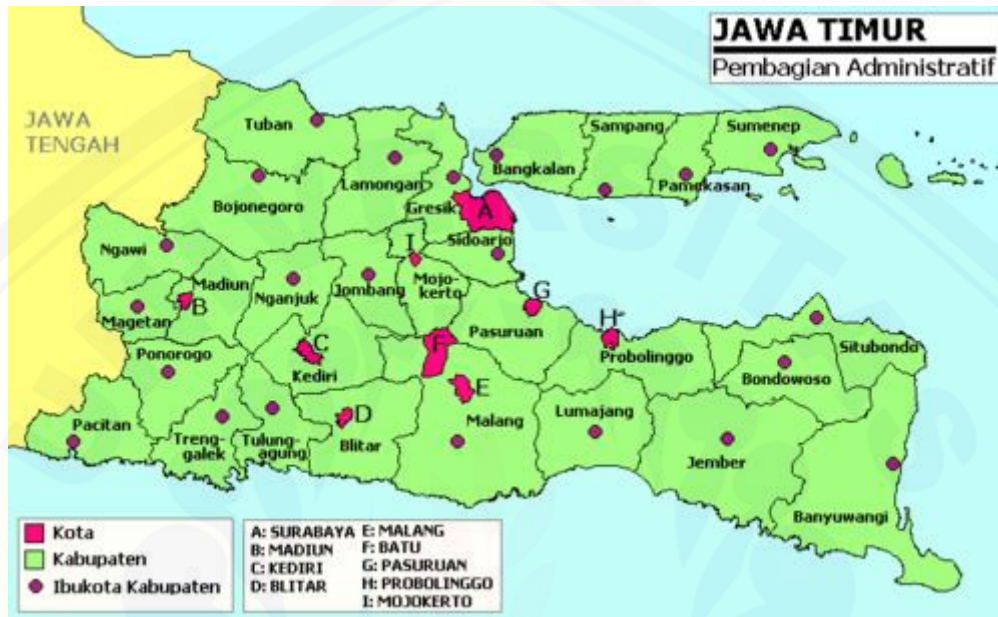 JAWA TIMUR
Pembagian Administratif
JAWA
TENGAH
Tuban
Sampang
Sumenep
Bangkalan
Lamongan
Pamekasan
Bojonegoro
Gresik
A
Ngawi
I
Sidoarjo
Madiun
Nganjuk
Jombang
Mojo-
kerto
B
G
Magetan
Pasuruan
H
Ponorogo
C
F
Probolinggo
Situbondo
Kediri
Bondowoso
E
D
Pacitan
Treng-
galek
Tulung-
agung
Blitar
Malang
Lumajang
Jember
Banyuwangi
Kota
Kabupaten
Ibukota Kabupaten
A: SURABAYA E: MALANG
B: MADIUN F: BATU
C: KEDIRI G: PASURUAN
D: BLITAR H: PROBOLINGGO
I: MOJOKERTO